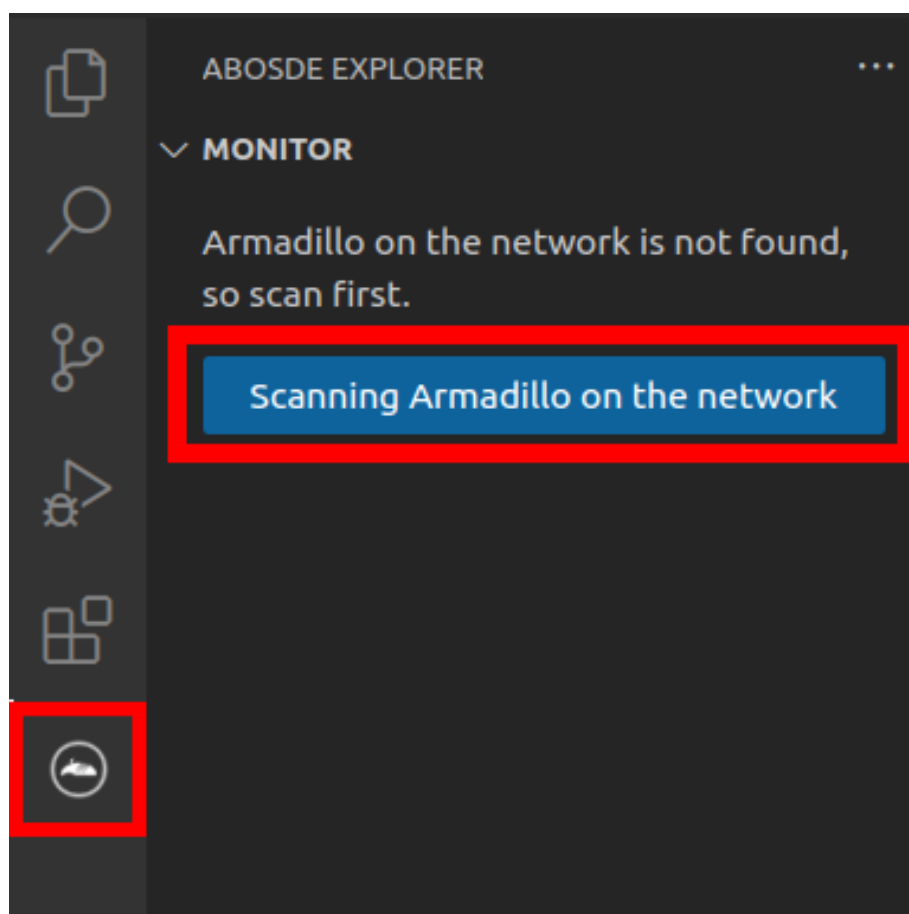 ABOSDE EXPLORER
MONITOR
Armadillo on the network is not found,
so scan first.
Scanning Armadillo on the network